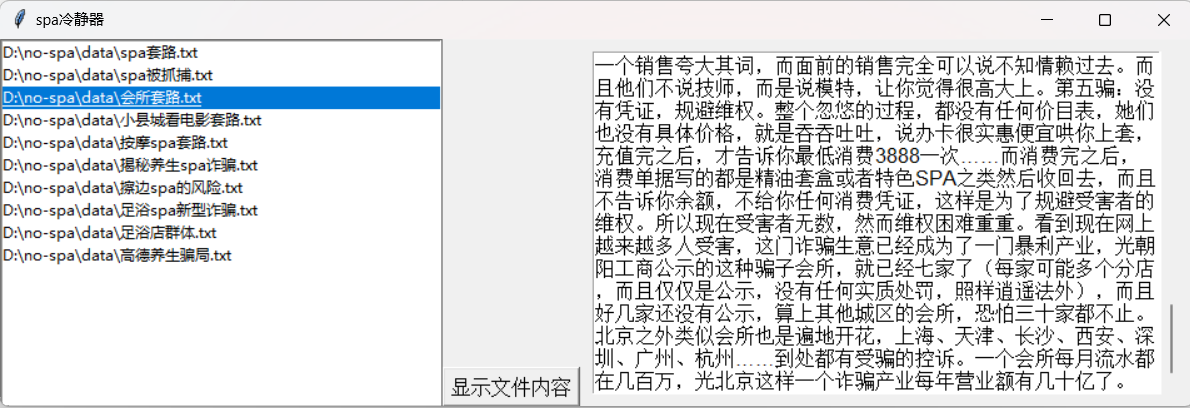 spa冷静器
D:\no-spa\data\spa套路.txt
D:\no-spa\data\spa被抓捕.txt
D:\no-spa\data\会所套路.txt
D:\no-spa\data\小县城看电影套路.txt
D:\no-spa\data\按摩spa套路.txt
D:\no-spa\data\揭秘养生spa诈骗.txt
D:\no-spa\data\擦边spa的风险.txt
D:\no-spa\data\足浴spa新型诈骗.txt
D:\no-spa\data\足浴店群体.txt
D:\no-spa\data\高德养生骗局.txt
显示文件内容
一个销售夸大其词，而面前的销售完全可以说不知情赖过去。而
且他们不说技师，而是说模特，让你觉得很高大上。第五骗：没
有凭证，规避维权。整个忽悠的过程，都没有任何价目表，她们
也没有具体价格，就是吞吞吐吐，说办卡很实惠便宜哄你上套，
充值完之后，才告诉你最低消费3888一次……而消费完之后，
消费单据写的都是精油套盒或者特色SPA之类然后收回去，而且
不告诉你余额，不给你任何消费凭证，这样是为了规避受害者的
维权。所以现在受害者无数，然而维权困难重重。看到现在网上
越来越多人受害，这门诈骗生意已经成为了一门暴利产业，光朝
阳工商公示的这种骗子会所，就已经七家了（每家可能多个分店
，而且仅仅是公示，没有任何实质处罚，照样逍遥法外），而且
好几家还没有公示，算上其他城区的会所，恐怕三十家都不止。
北京之外类似会所也是遍地开花，上海、天津、长沙、西安、深
圳、广州、杭州……到处都有受骗的控诉。一个会所每月流水都
在几百万，光北京这样一个诈骗产业每年营业额有几十亿了。